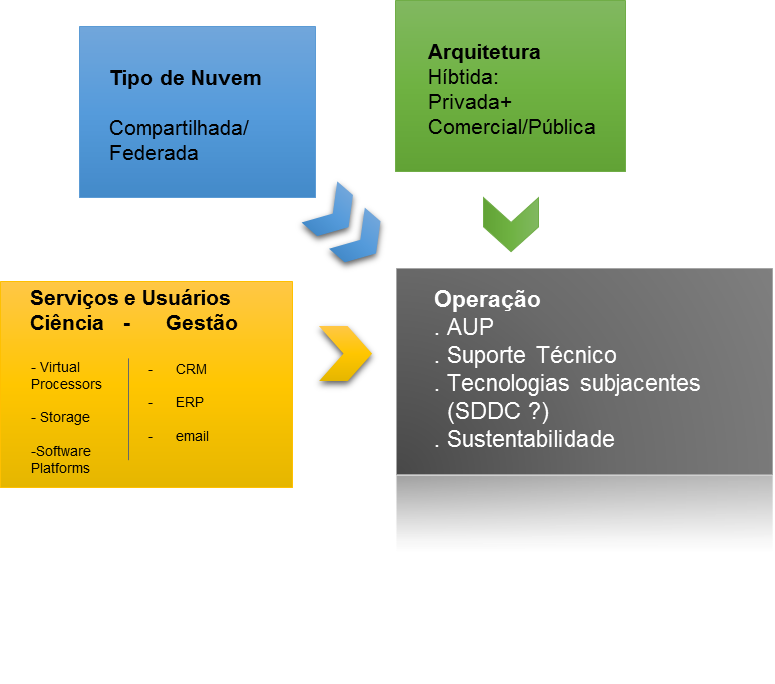 Tipo de Nuvem
Compartilhada/
Federada
Arquitetura
Híbtida:
Privada+
Comercial/Pública
Serviços e Usuários
Ciência - Gestão
- Virtual
Processors
- Storage
-Software
Platforms
- CRM
- ERP
- email
Operação
. AUP
. Suporte Técnico
. Tecnologias subjacentes
(SDDC ?)
. Sustentabilidade